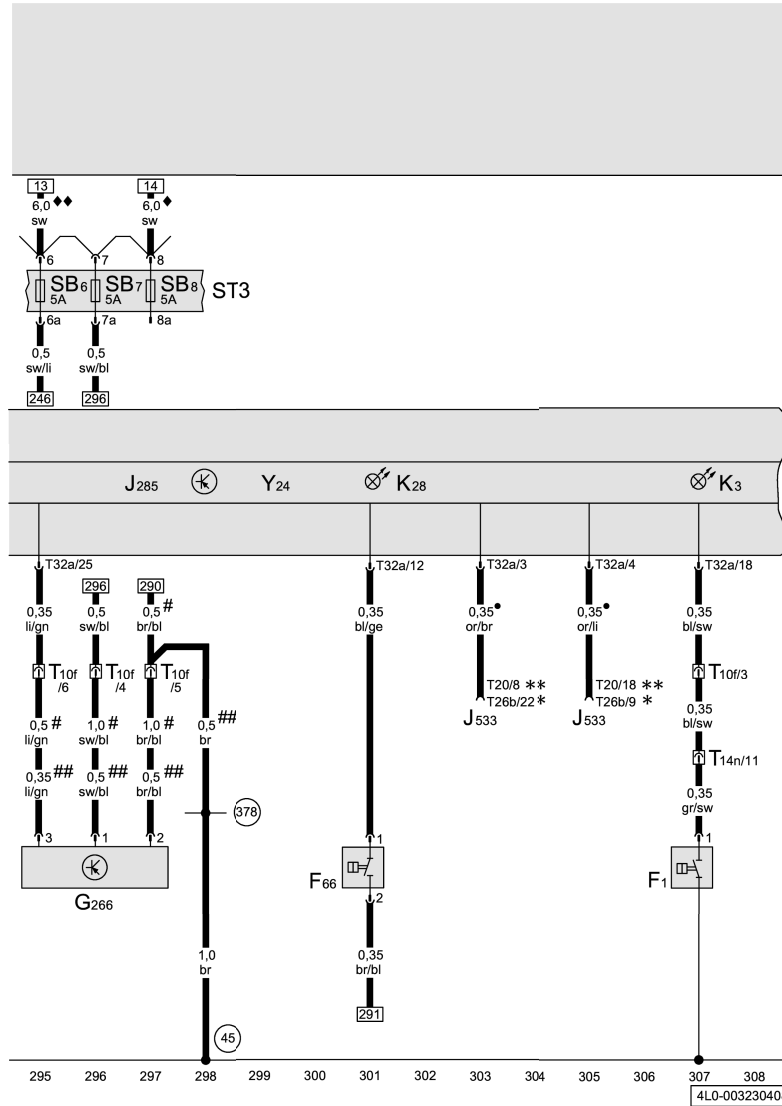 13 14
6,0 ♦♦ 6,0 ♦
sw sw
6 7 8
SB6 SB7 SB8 ST3
5A 5A 5A
6a 7a 8a
0,5 0,5
sw/li sw/bl
246 296
J285 Y24 K28 K3
T32a/25 T32a/12 T32a/3 T32a/4 T32a/18
296 290
0,35 0,5 0,5 # 0,35 0,35• 0,35• 0,35
li/gn sw/bl br/bl bl/ge or/br or/li bl/sw
T10f T10f T10f T10f/3
/6 /4 /5
T20/8 ** T20/18 **
T26b/22 * T26b/9 *
J533 J533
0,35
bl/sw
0,5 # 1,0 # 1,0 # 0,5 ##
li/gn sw/bl br/bl br
T14n/11
0,35 ## 0,5 ## 0,5 ##
li/gn sw/bl br/bl
0,35
gr/sw
378
3 1 2 1 1
F66 F1
G266
2
1,0 0,35
br br/bl
291
45
295 296 297 298 299 300 301 302 303 304 305 306 307 308
4L0-00323040